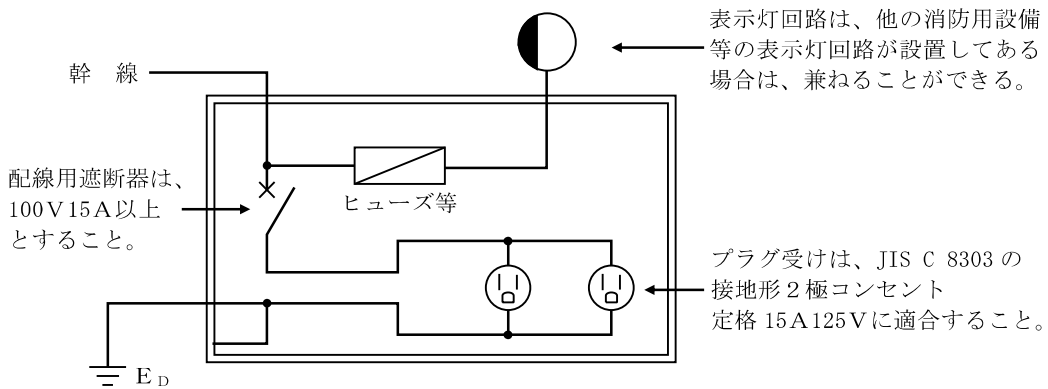 表示灯回路は、他の消防用設備
等の表示灯回路が設置してある
場合は、兼ねることができる。
幹　線
配線用遮断器は、
100V15A以上
とすること。
ヒューズ等
プラグ受けは、JIS C 8303 の
接地形２極コンセント
定格 15A125Vに適合すること。
ED